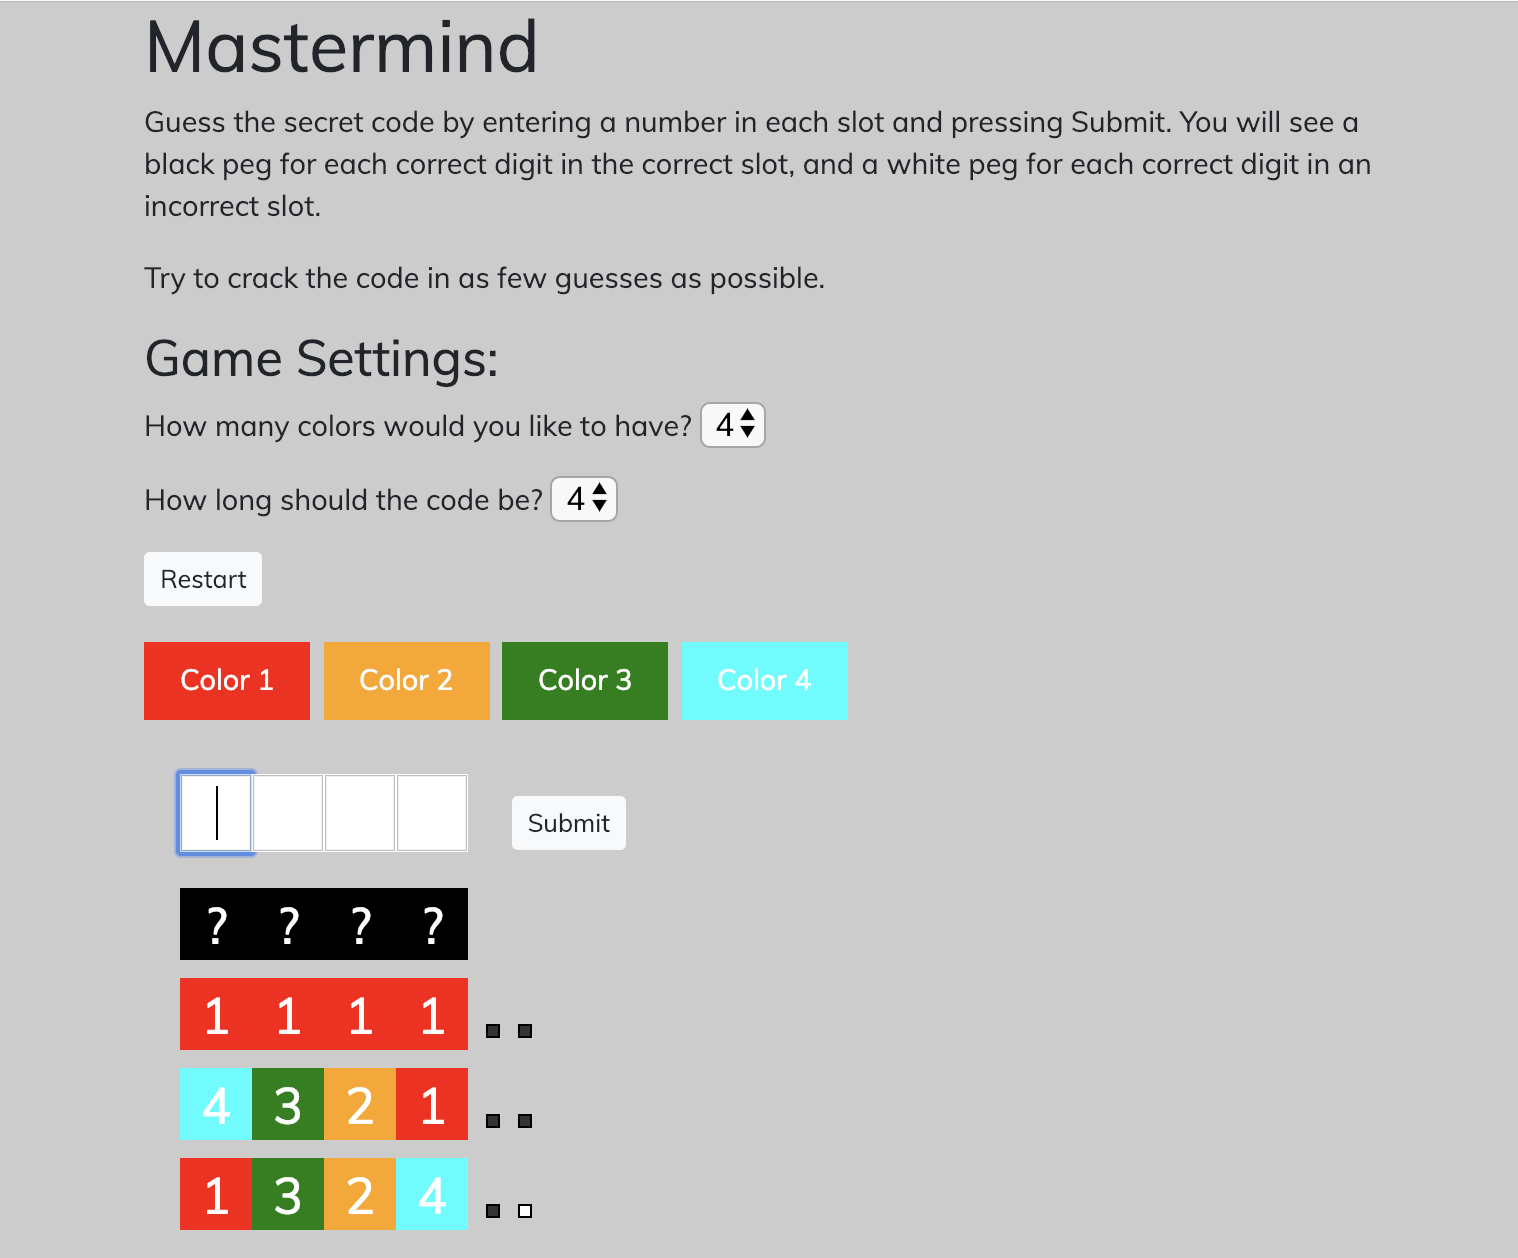 Mastermind
Guess the secret code by entering a number in each slot and pressing Submit. You will see a
black peg for each correct digit in the correct slot, and a white peg for each correct digit in an
incorrect slot.
Try to crack the code in as few guesses as possible.
Game Settings:
How many colors would you like to have? 4
How long should the code be? 4
Restart
Color 1 Color 2 Color 3 Color 4
Submit
? ? ? ?
1 1 1 1
4 3 2 1
1 3 2 4